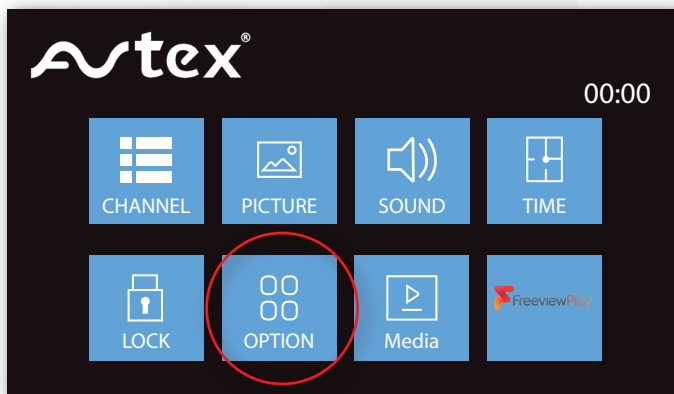 Avtex®
00:00
CHANNEL PICTURE SOUND TIME
LOCK OPTION Media FreeviewPlay